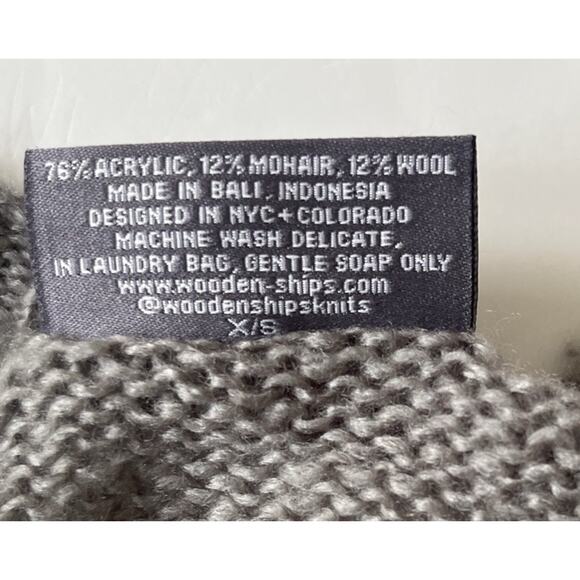 76% ACRYLIC, 12% MOHAIR, 12% WOOL
MADE IN BALI, INDONESIA
DESIGNED IN NYC+COLORADO
MACHINE WASH DELICATE,
IN LAUNDRY BAG, GENTLE SOAP ONLY
www.wooden-ships.com
@woodenshipsknits
X/S